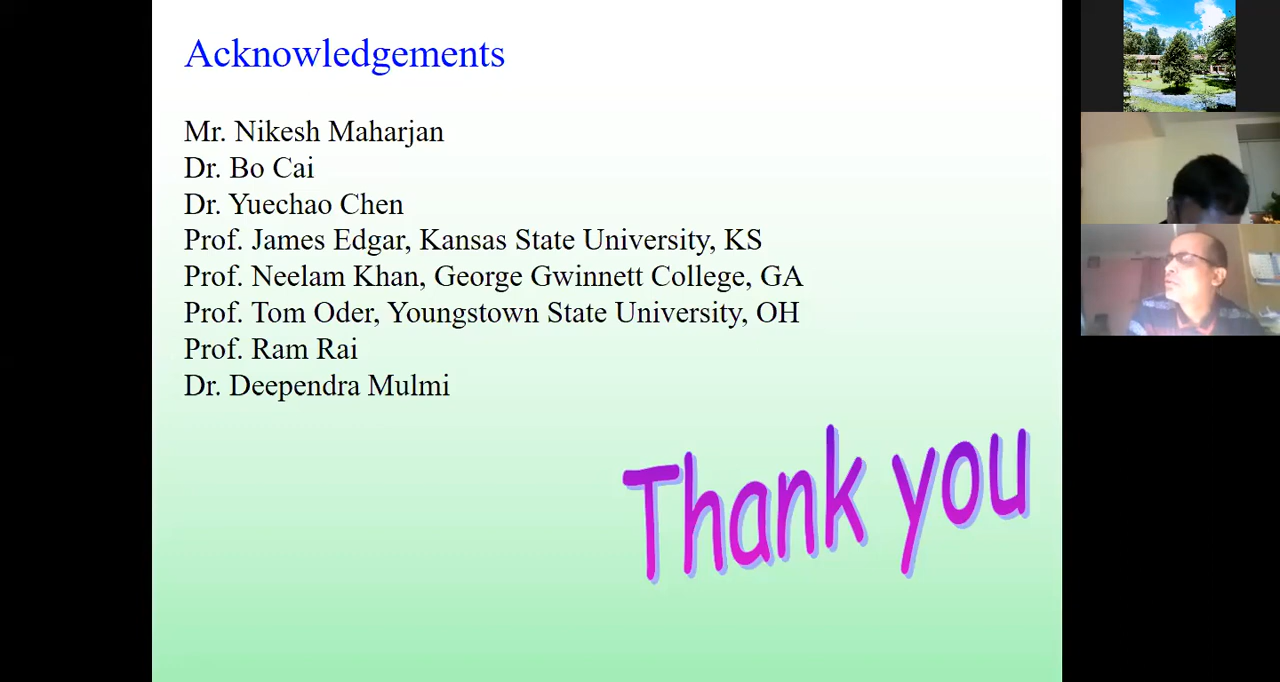 Acknowledgements
Mr. Nikesh Maharjan
Dr. Bo Cai
Dr. Yuechao Chen
Prof. James Edgar, Kansas State University, KS
Prof. Neelam Khan, George Gwinnett College, GA
Prof. Tom Oder, Youngstown State University, OH
Prof. Ram Rai
Dr. Deependra Mulmi
Thank you